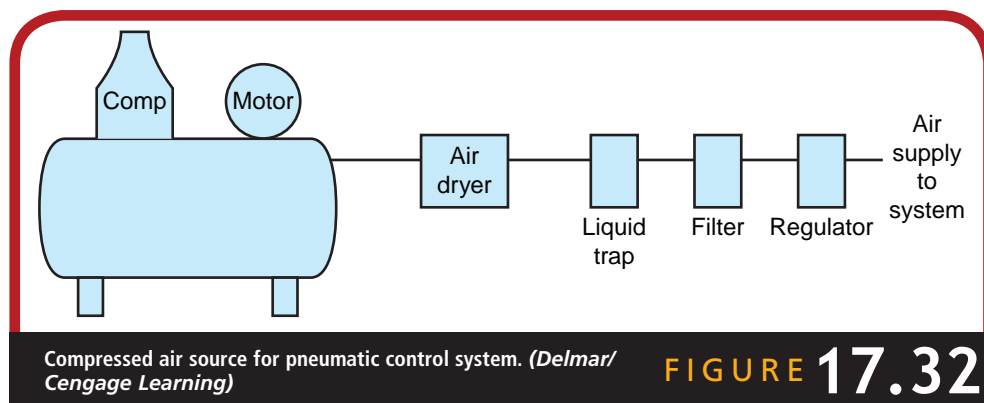 Comp
Motor
Air
dryer
Liquid
trap
Filter
Regulator
Air
supply
to
system
Compressed air source for pneumatic control system. (Delmar/
Cengage Learning)
FIGURE 17.32